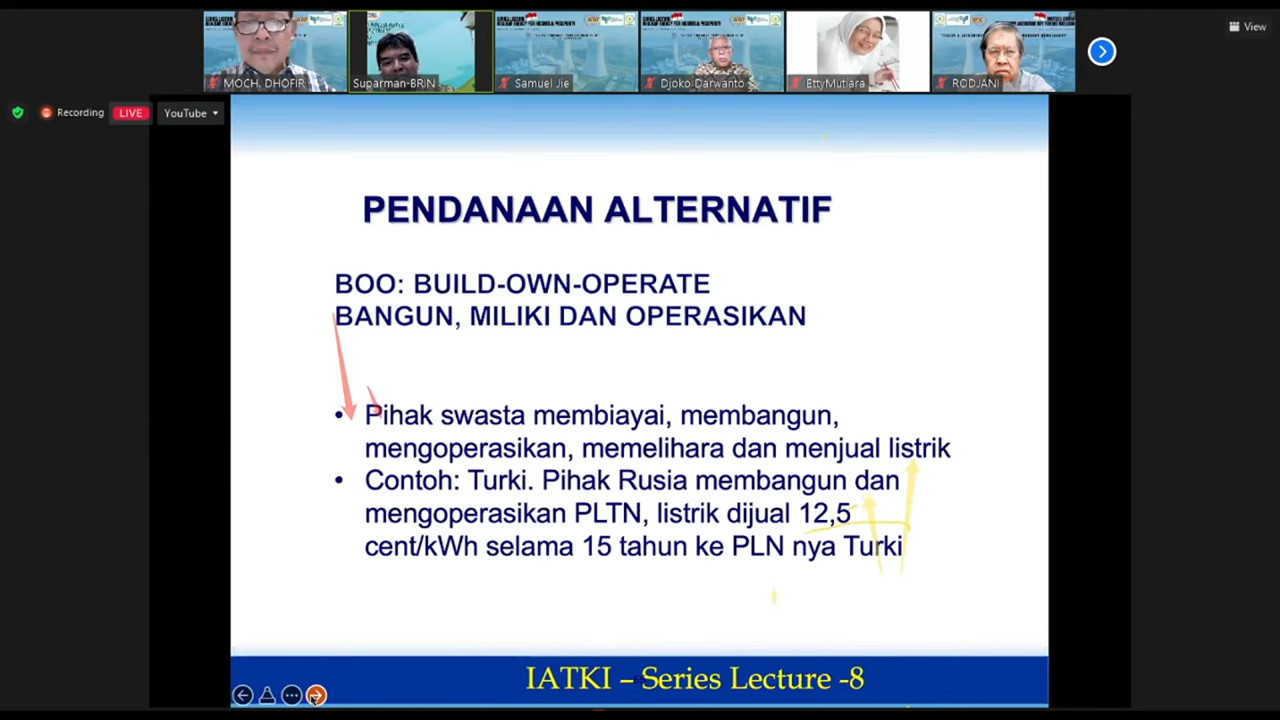 View
MOCH. DHOFIR
Suparman-BRIN
Samuel Jie
Djoko Darwanto
EttyMutiara
RODJANI
Recording
LIVE
YouTube
PENDANAAN ALTERNATIF
BOO: BUILD-OWN-OPERATE
BANGUN, MILIKI DAN OPERASIKAN
• Pihak swasta membiayai, membangun,
mengoperasikan, memelihara dan menjual listrik
• Contoh: Turki. Pihak Rusia membangun dan
mengoperasikan PLTN, listrik dijual 12,5
cent/kWh selama 15 tahun ke PLN nya Turki
IATKI – Series Lecture -8